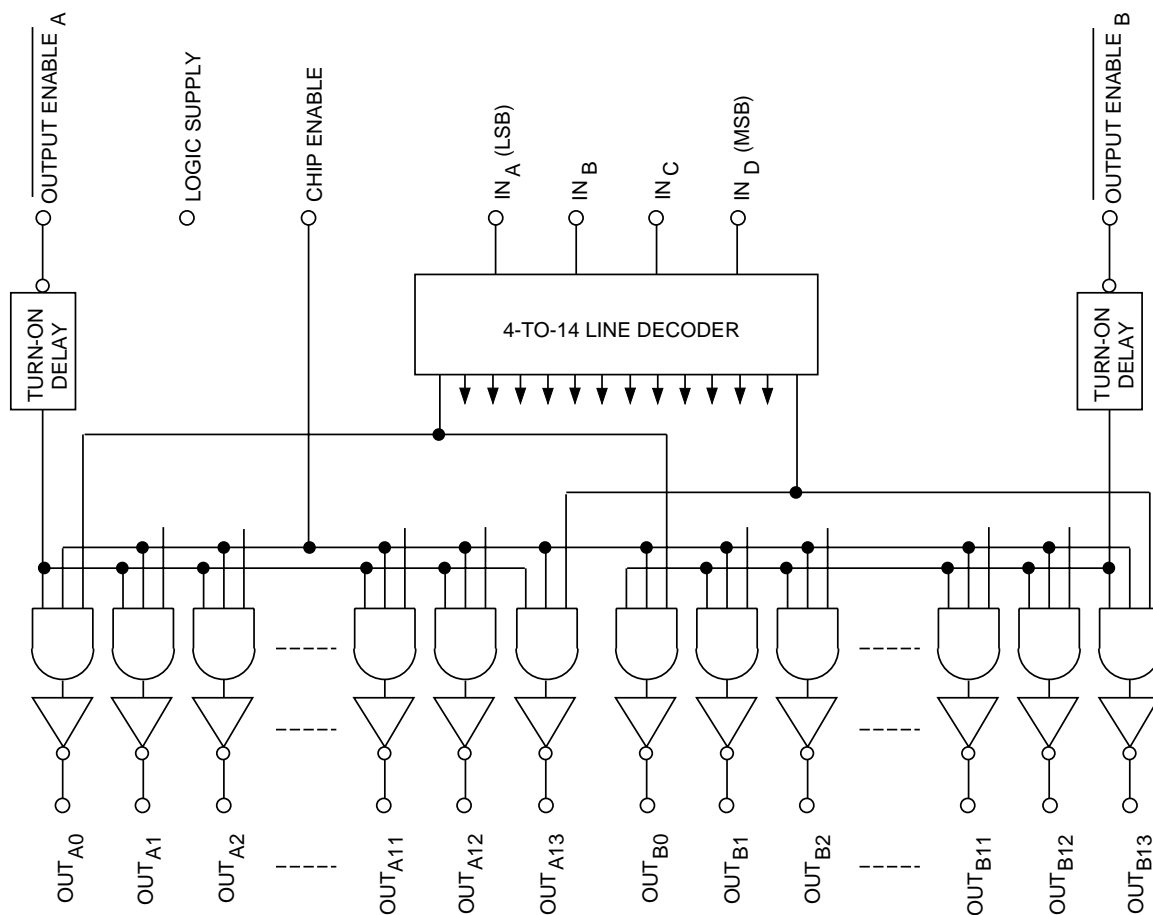 OUTPUT ENABLE A
LOGIC SUPPLY
CHIP ENABLE
IN A (LSB)
IN B
IN C
IN D (MSB)
OUTPUT ENABLE B
TURN-ON
DELAY
4-TO-14 LINE DECODER
TURN-ON
DELAY
OUT A0
OUT A1
OUT A2
OUT A11
OUT A12
OUT A13
OUT B0
OUT B1
OUT B2
OUT B11
OUT B12
OUT B13